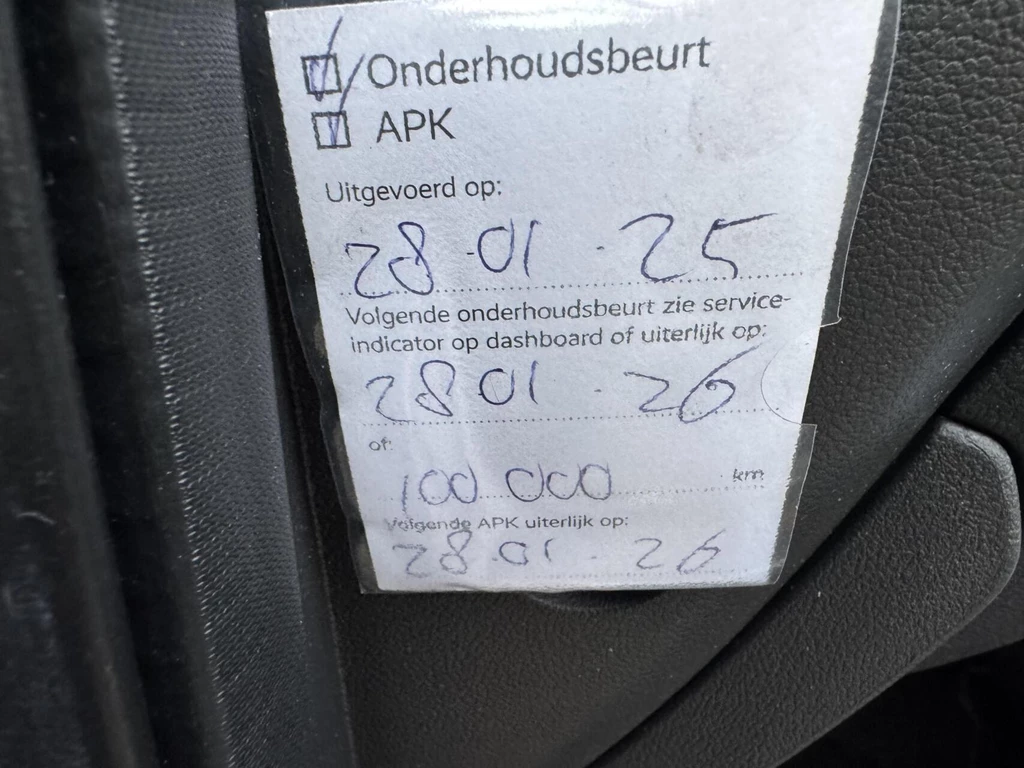 Onderhoudsbeurt
APK
Uitgevoerd op:
28-01-25
Volgende onderhoudsbeurt zie service-
indicator op dashboard of uiterlijk op:
28 01 - 26
of:
100 000 km
Volgende APK uiterlijk op:
28-01-26